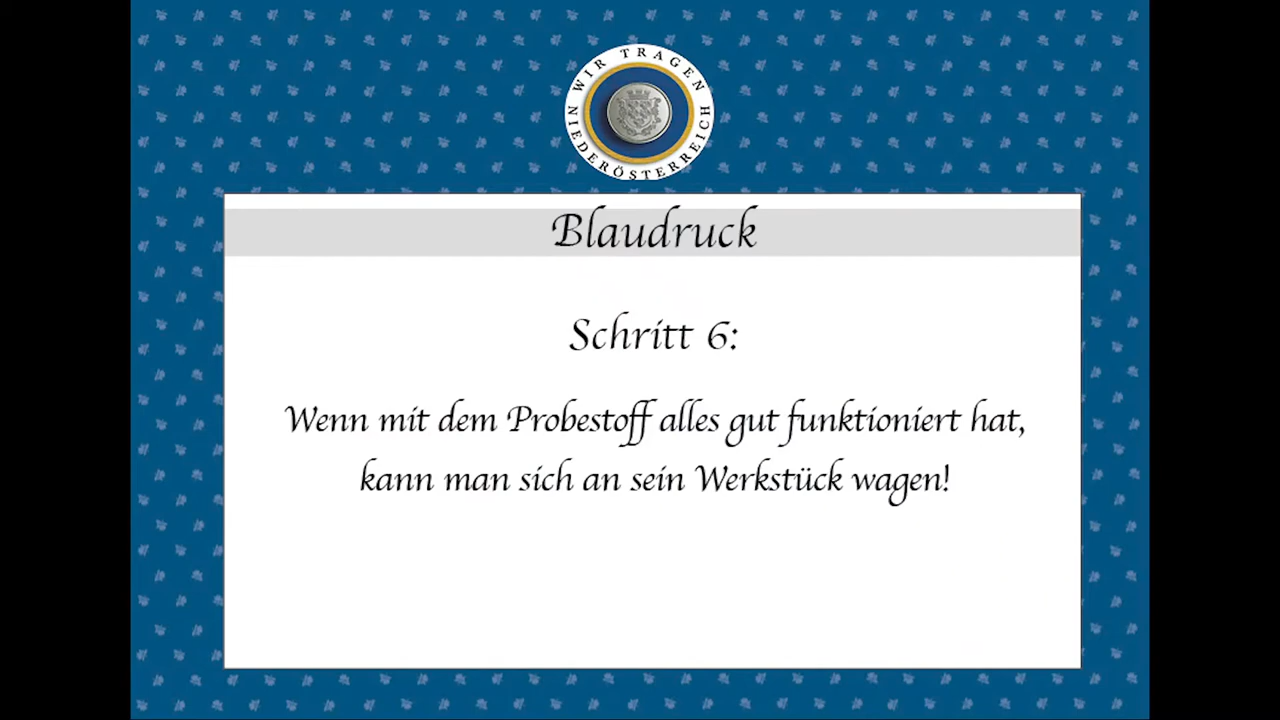 WIR TRAGEN
NIEDERÖSTERREICH
Blaudruck
Schritt 6:
Wenn mit dem Probestoff alles gut funktioniert hat,
kann man sich an sein Werkstück wagen!